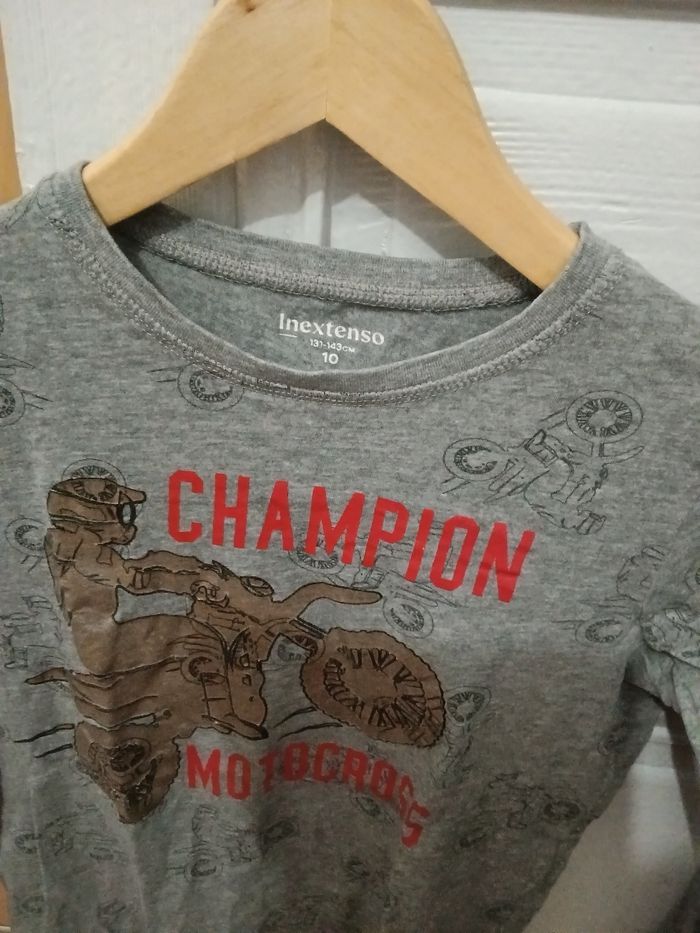 Inextenso
131-143CM
10
CHAMPION
MOTOCROSS